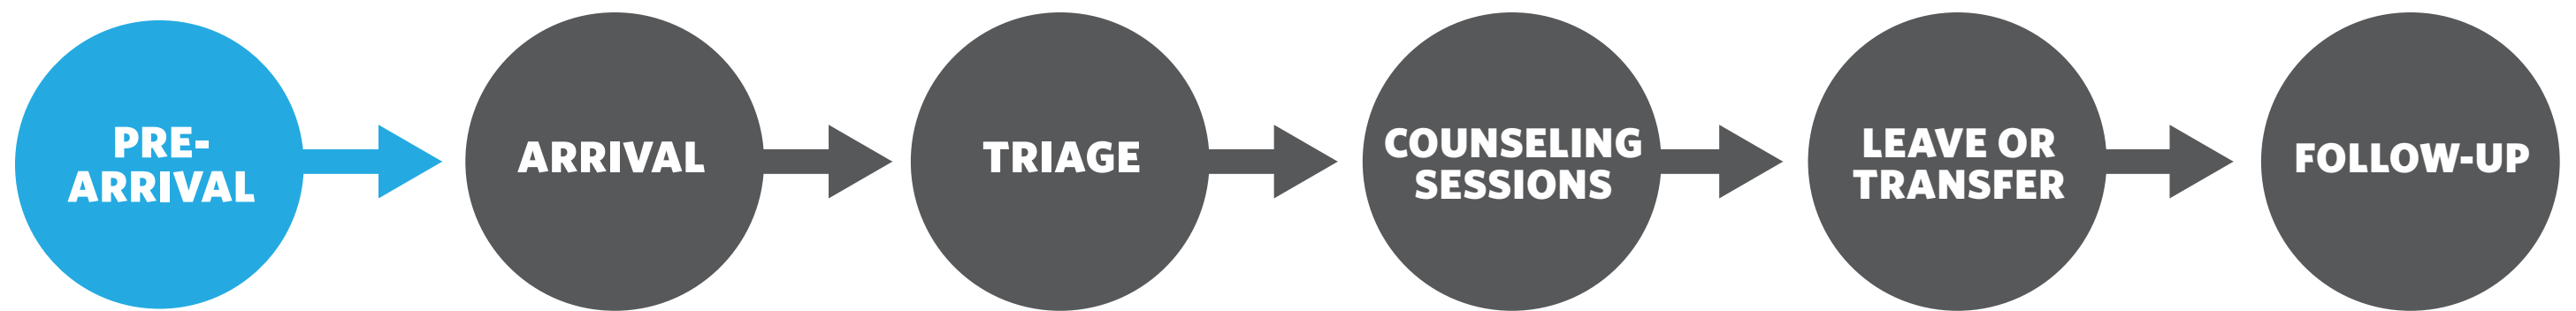 PRE-
ARRIVAL
ARRIVAL
TRIAGE
COUNSELING
SESSIONS
LEAVE OR
TRANSFER
FOLLOW-UP